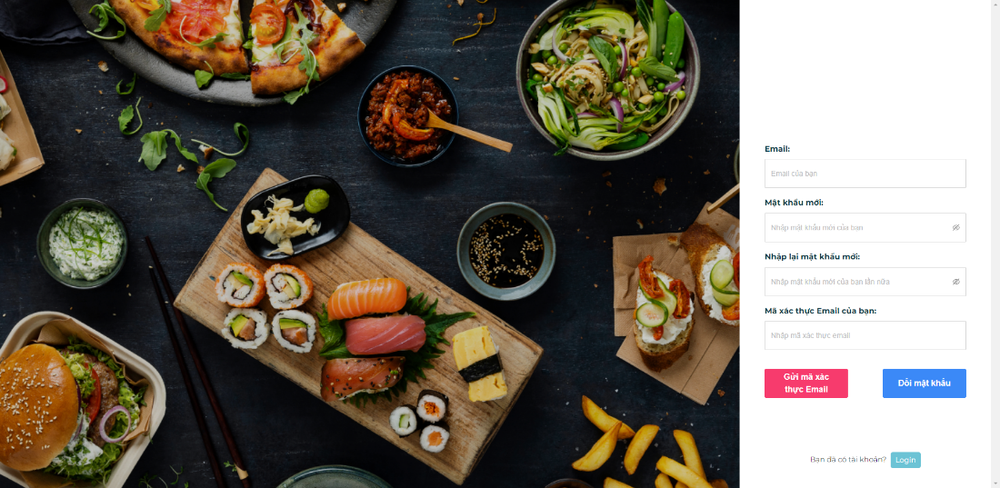 Email:
Email của bạn
Mật khẩu mới:
Nhập mật khẩu mới của bạn
Nhập lại mật khẩu mới:
Nhập mật khẩu mới của bạn lần nữa
Mã xác thực Email của bạn:
Nhập mã xác thực email
Gửi mã xác
thực Email
Đổi mật khẩu
Bạn đã có tài khoản? Login